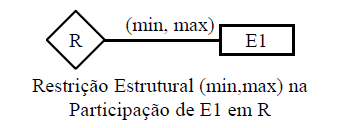 (min, max)
R
E1
Restrição Estrutural (min,max) na
Participação de E1 em R